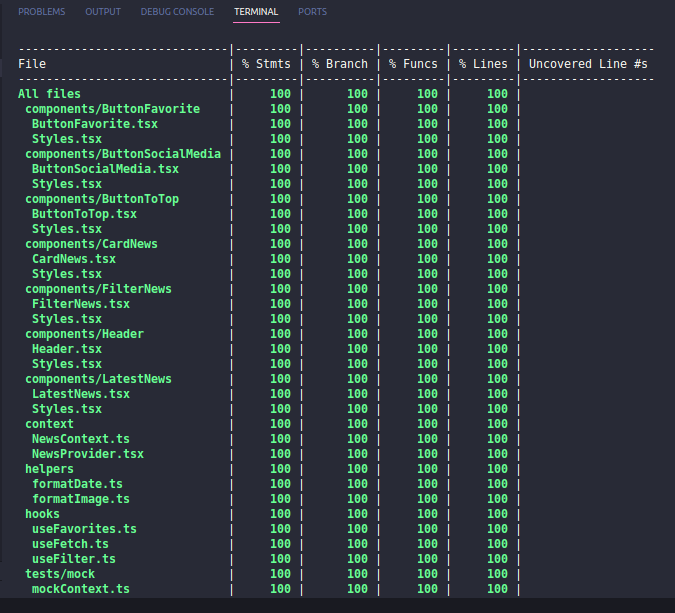 PROBLEMS OUTPUT DEBUG CONSOLE TERMINAL PORTS
------------------------------|---------|----------|---------|---------|-------------------
File | % Stmts | % Branch | % Funcs | % Lines | Uncovered Line #s
------------------------------|---------|----------|---------|---------|-------------------
All files | 100 | 100 | 100 | 100 |
components/ButtonFavorite | 100 | 100 | 100 | 100 |
ButtonFavorite.tsx | 100 | 100 | 100 | 100 |
Styles.tsx | 100 | 100 | 100 | 100 |
components/ButtonSocialMedia | 100 | 100 | 100 | 100 |
ButtonSocialMedia.tsx | 100 | 100 | 100 | 100 |
Styles.tsx | 100 | 100 | 100 | 100 |
components/ButtonToTop | 100 | 100 | 100 | 100 |
ButtonToTop.tsx | 100 | 100 | 100 | 100 |
Styles.tsx | 100 | 100 | 100 | 100 |
components/CardNews | 100 | 100 | 100 | 100 |
CardNews.tsx | 100 | 100 | 100 | 100 |
Styles.tsx | 100 | 100 | 100 | 100 |
components/FilterNews | 100 | 100 | 100 | 100 |
FilterNews.tsx | 100 | 100 | 100 | 100 |
Styles.tsx | 100 | 100 | 100 | 100 |
components/Header | 100 | 100 | 100 | 100 |
Header.tsx | 100 | 100 | 100 | 100 |
Styles.tsx | 100 | 100 | 100 | 100 |
components/LatestNews | 100 | 100 | 100 | 100 |
LatestNews.tsx | 100 | 100 | 100 | 100 |
Styles.tsx | 100 | 100 | 100 | 100 |
context | 100 | 100 | 100 | 100 |
NewsContext.ts | 100 | 100 | 100 | 100 |
NewsProvider.tsx | 100 | 100 | 100 | 100 |
helpers | 100 | 100 | 100 | 100 |
formatDate.ts | 100 | 100 | 100 | 100 |
formatImage.ts | 100 | 100 | 100 | 100 |
hooks | 100 | 100 | 100 | 100 |
useFavorites.ts | 100 | 100 | 100 | 100 |
useFetch.ts | 100 | 100 | 100 | 100 |
useFilter.ts | 100 | 100 | 100 | 100 |
tests/mock | 100 | 100 | 100 | 100 |
mockContext.ts | 100 | 100 | 100 | 100 |